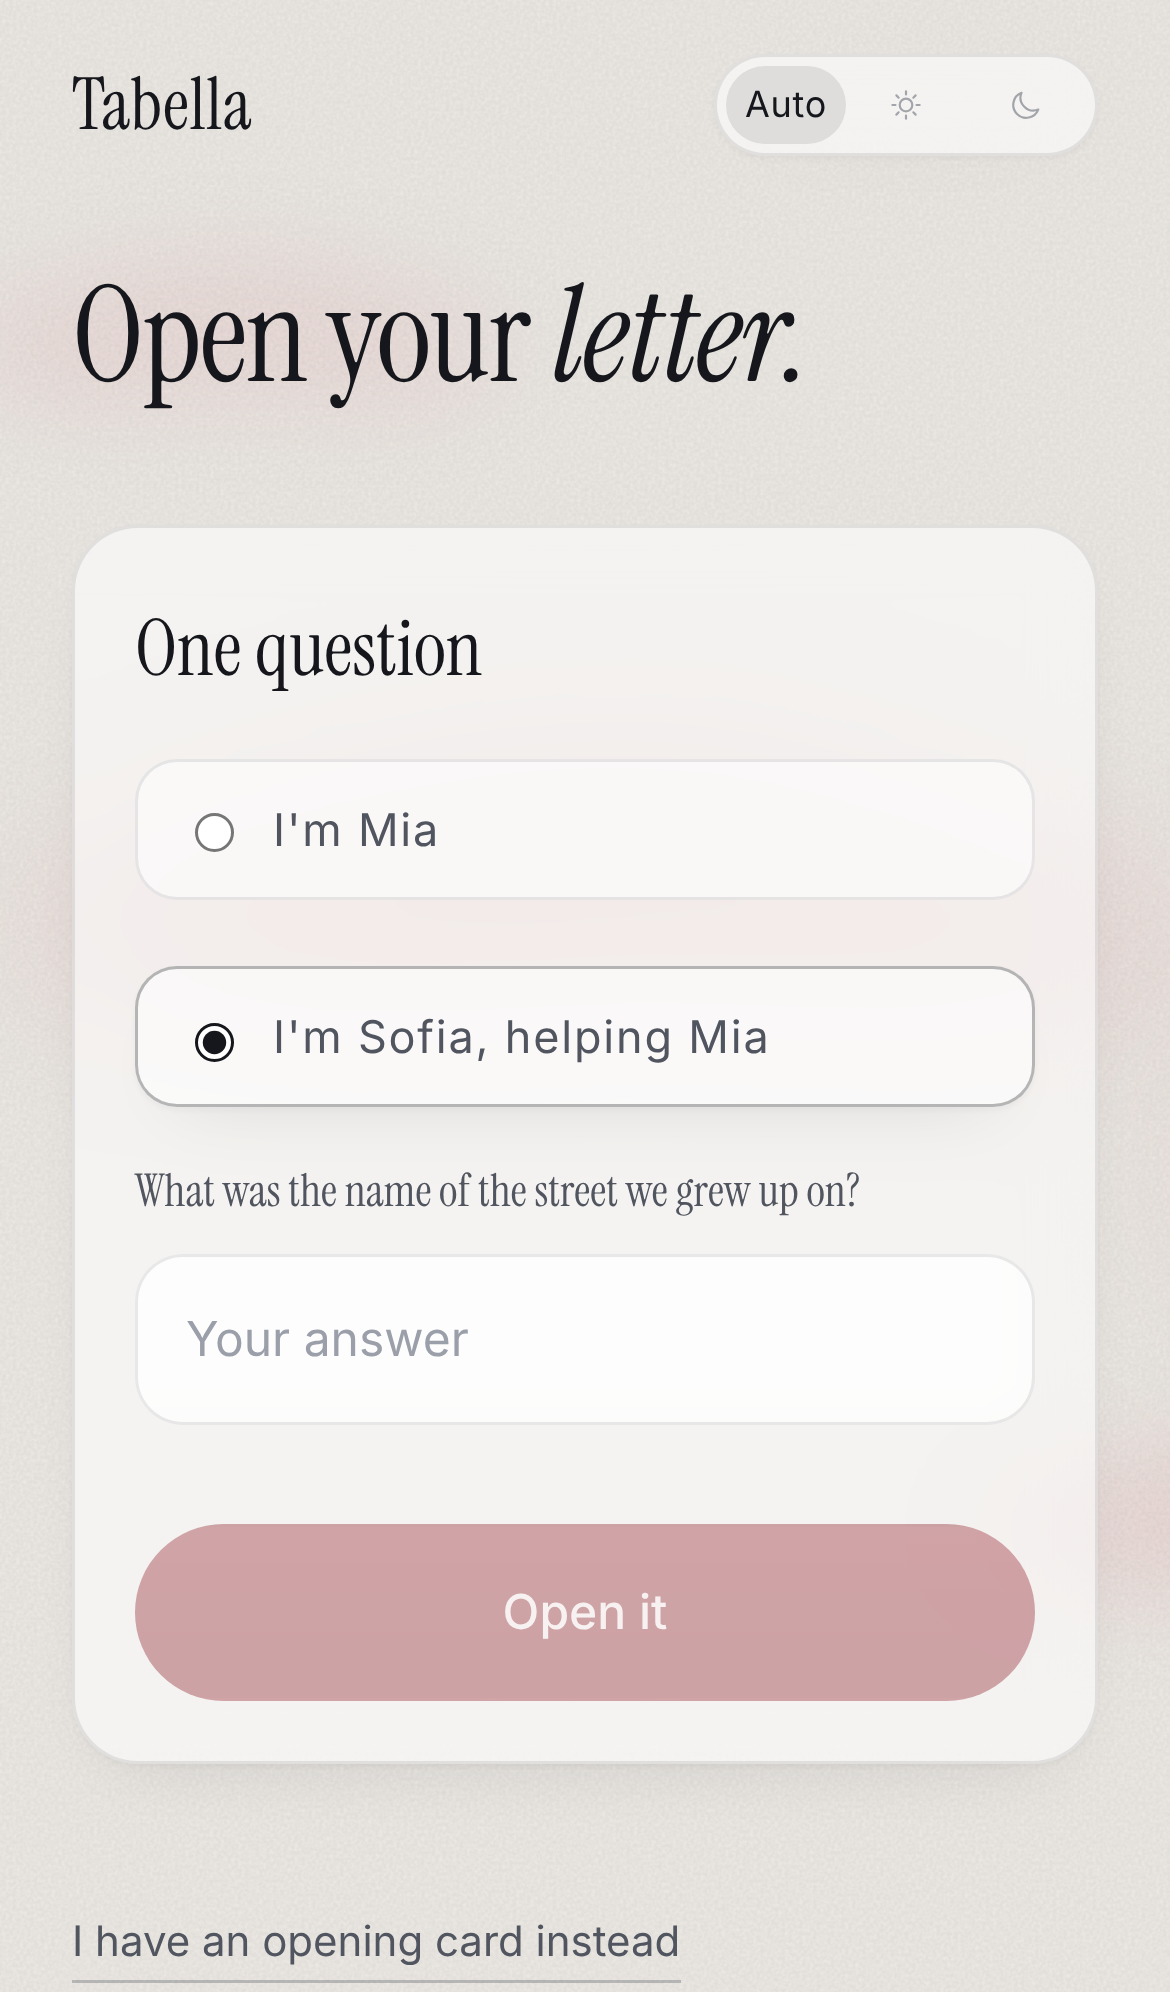 Tabella
Auto
Open your letter.
One question
I'm Mia
I'm Sofia, helping Mia
What was the name of the street we grew up on?
Your answer
Open it
I have an opening card instead